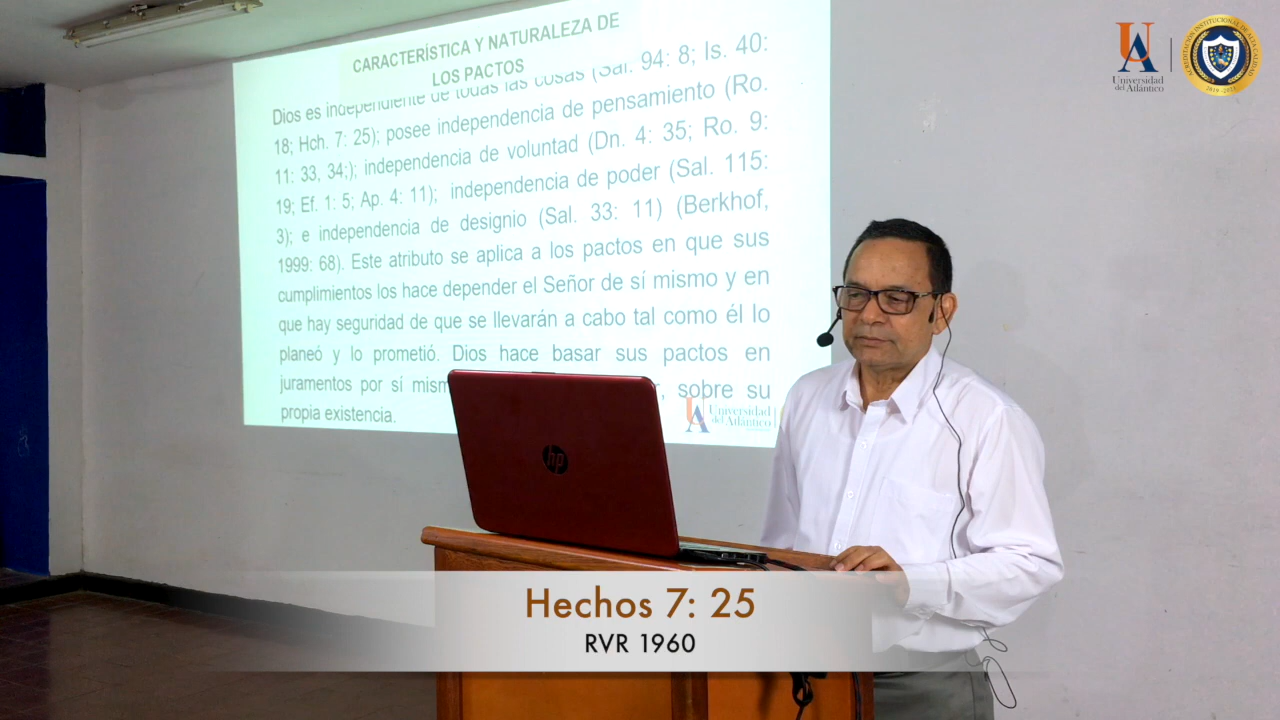 CARACTERÍSTICA Y NATURALEZA DE
LOS PACTOS
Dios es independiente de todas las cosas (Sal. 94: 8; Is. 40:
18; Hch. 7: 25); posee independencia de pensamiento (Ro.
11: 33, 34;); independencia de voluntad (Dn. 4: 35; Ro. 9:
19; Ef. 1: 5; Ap. 4: 11); independencia de poder (Sal. 115:
3); e independencia de designio (Sal. 33: 11) (Berkhof,
1999: 68). Este atributo se aplica a los pactos en que sus
cumplimientos los hace depender el Señor de sí mismo y en
que hay seguridad de que se llevarán a cabo tal como él lo
planeó y lo prometió. Dios hace basar sus pactos en
juramentos por sí mism sobre su
propia existencia.
Universidad
del Atlántico
Universidad
del Atlántico
ACREDITACIÓN INSTITUCIONAL DE ALTA CALIDAD
hp
Hechos 7: 25
RVR 1960